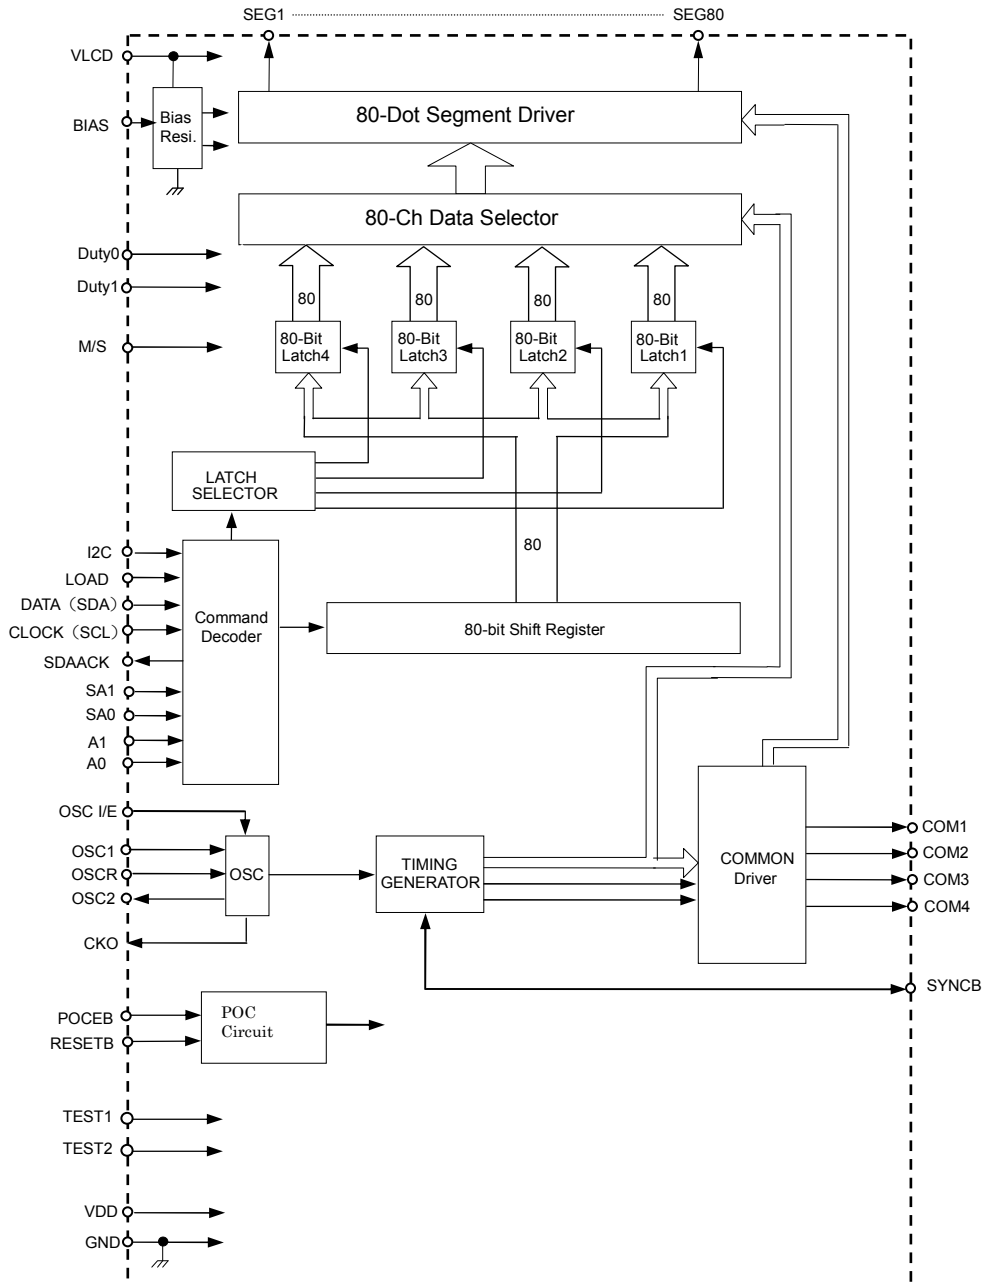 SEG1
SEG80
VLCD
BIAS
Bias
Resi.
80-Dot Segment Driver
80-Ch Data Selector
Duty0
Duty1
M/S
80
80
80
80
80-Bit
Latch4
80-Bit
Latch3
80-Bit
Latch2
80-Bit
Latch1
LATCH
SELECTOR
80
I2C
LOAD
DATA（SDA）
CLOCK（SCL）
SDAACK
SA1
SA0
A1
A0
Command
Decoder
80-bit Shift Register
OSC I/E
OSC1
OSCR
OSC2
CKO
OSC
TIMING
GENERATOR
COMMON
Driver
COM1
COM2
COM3
COM4
SYNCB
POCEB
RESETB
POC
Circuit
TEST1
TEST2
VDD
GND